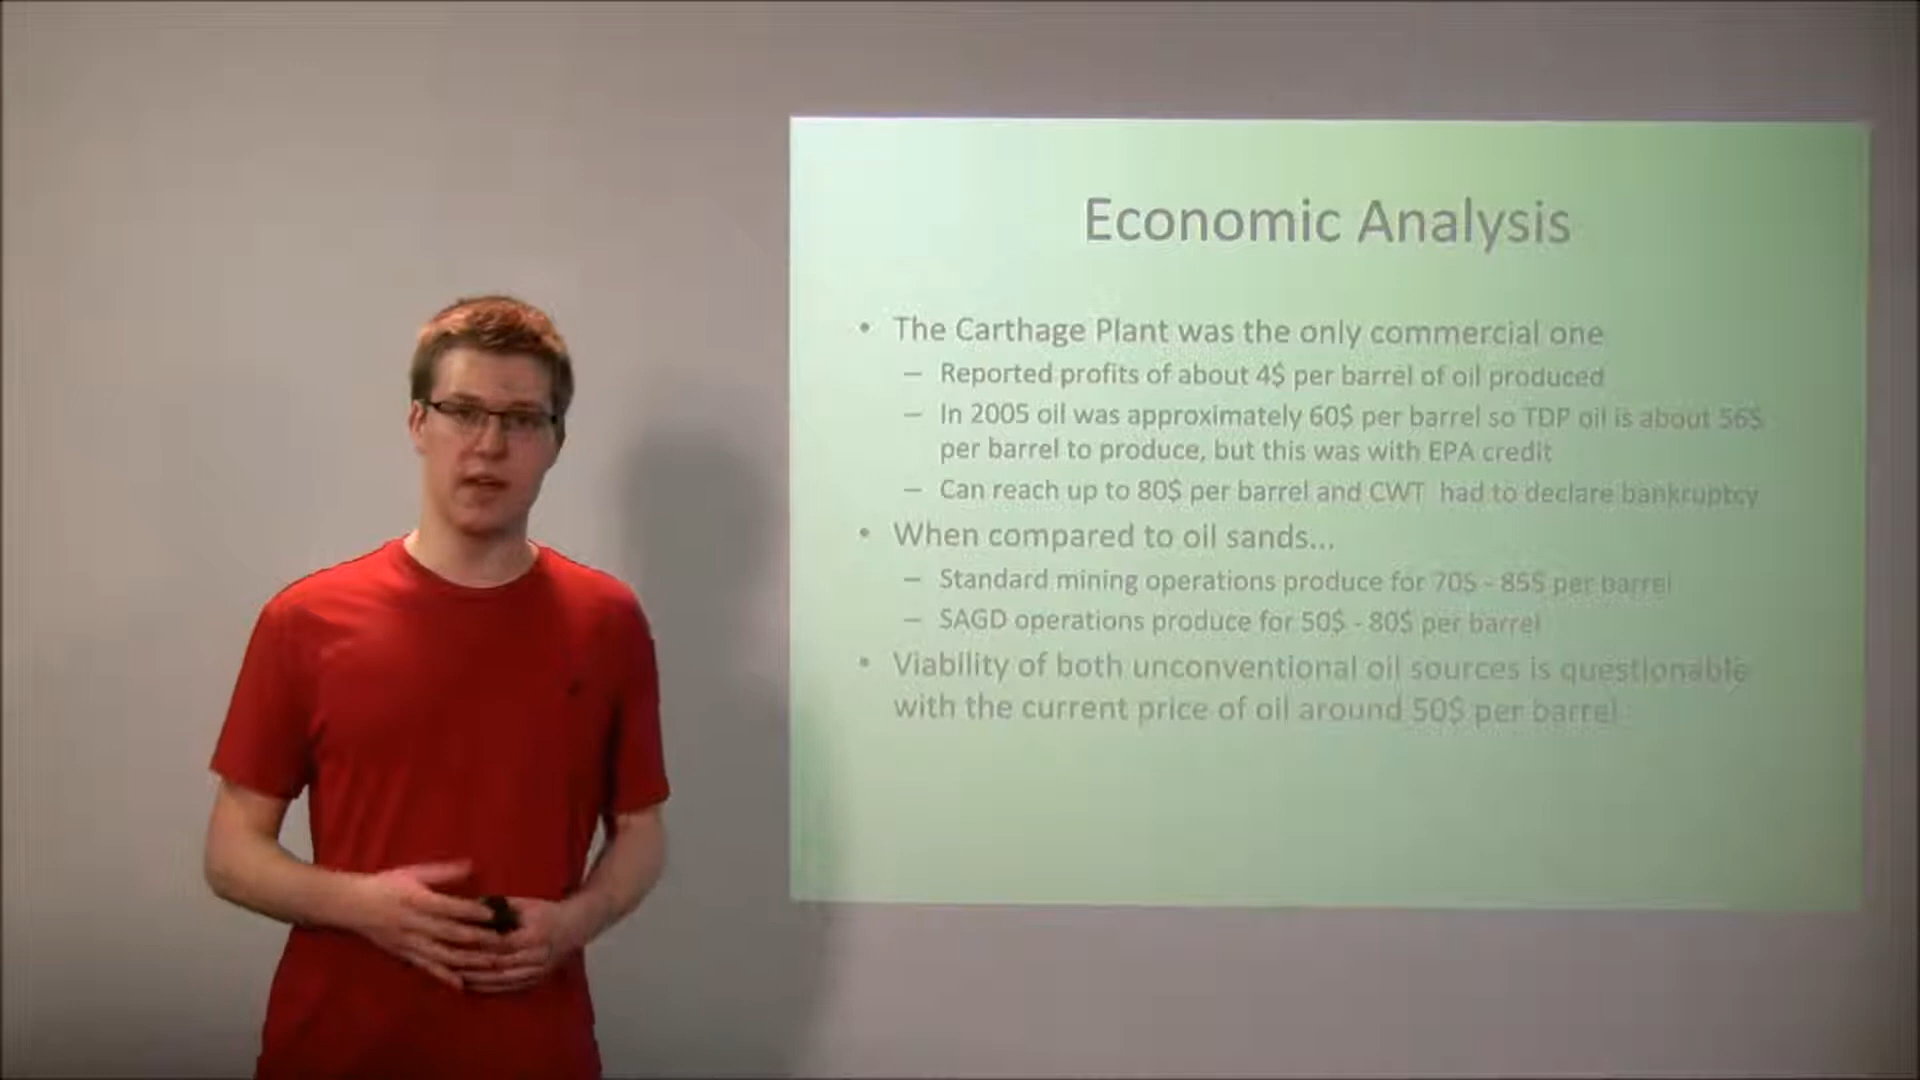 Economic Analysis
• The Carthage Plant was the only commercial one
– Reported profits of about 4$ per barrel of oil produced
– In 2005 oil was approximately 60$ per barrel so TDP oil is about 56$
per barrel to produce, but this was with EPA credit
– Can reach up to 80$ per barrel and CWT had to declare bankruptcy
• When compared to oil sands...
– Standard mining operations produce for 70$ - 85$ per barrel
– SAGD operations produce for 50$ - 80$ per barrel
• Viability of both unconventional oil sources is questionable
with the current price of oil around 50$ per barrel